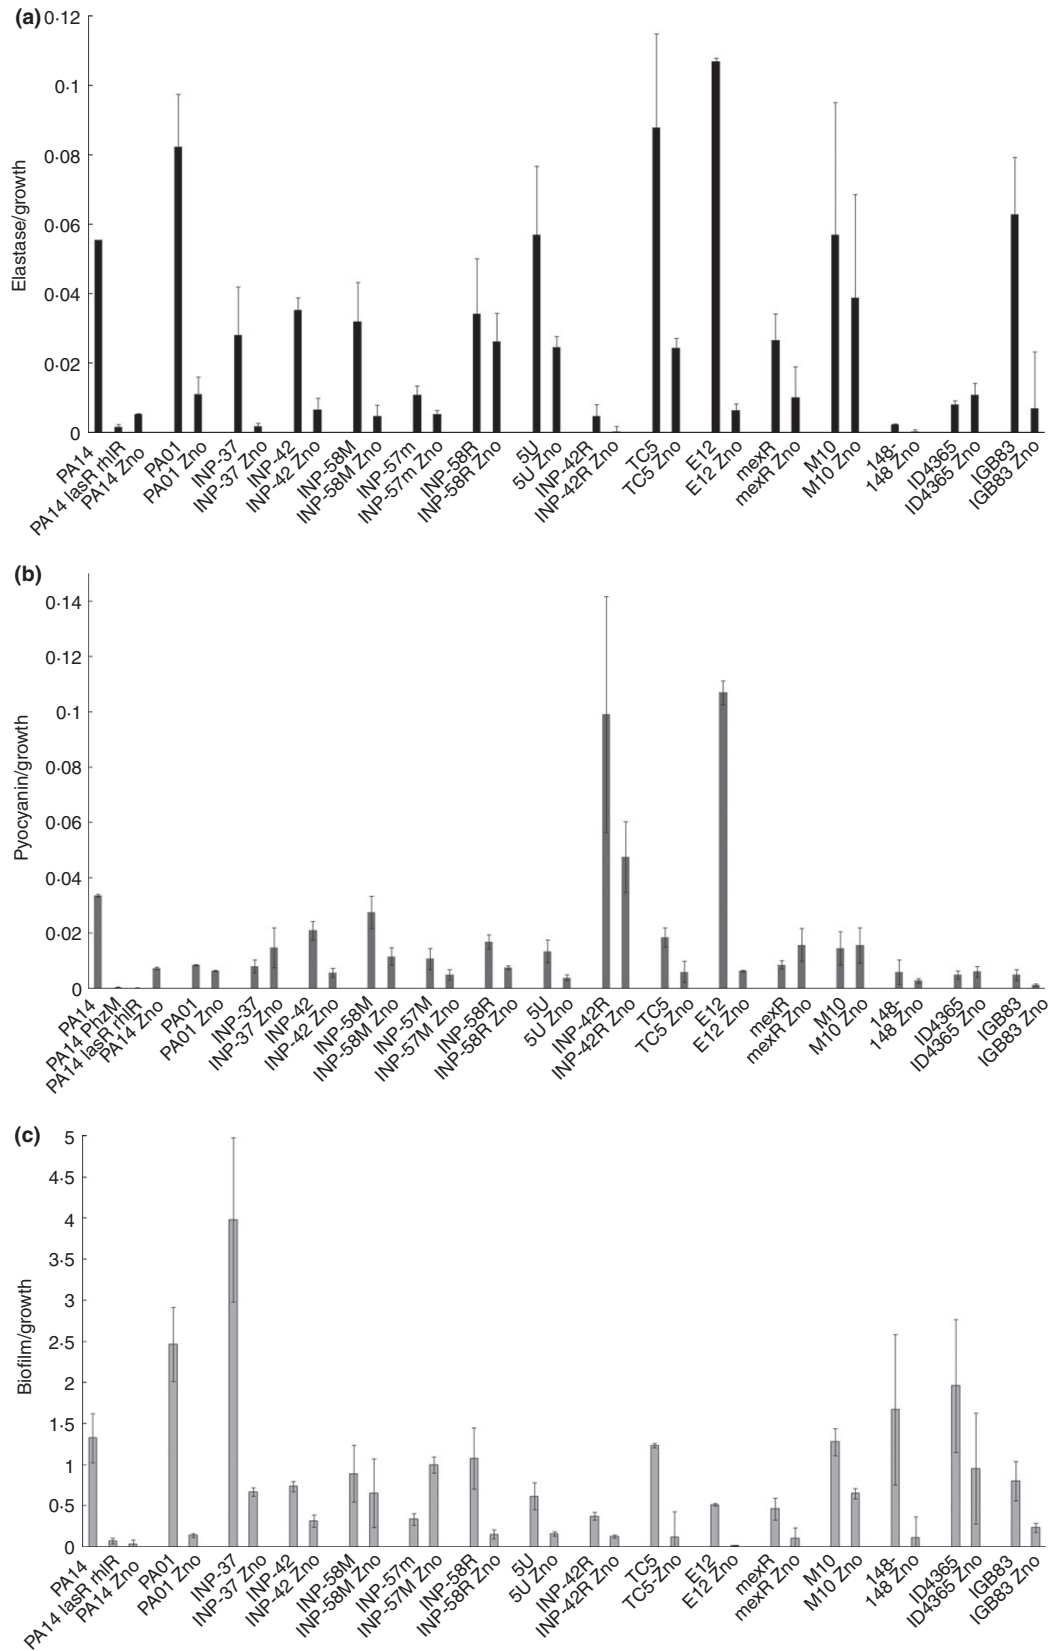 (a)
0·12
0·1
0·08
0·06
0·04
0·02
0
Elastase/growth
PA14
PA14 lasR rhlR
PA14 Zno
PA01
PA01 Zno
INP-37
INP-37 Zno
INP-42
INP-42 Zno
INP-58M
INP-58M Zno
INP-57m
INP-57m Zno
INP-58R
INP-58R Zno
5U
5U Zno
INP-42R
INP-42R Zno
TC5
TC5 Zno
E12
E12 Zno
mexR
mexR Zno
M10
M10 Zno
148-
148 Zno
ID4365
ID4365 Zno
IGB83
IGB83 Zno
(b)
0·14
0·12
0·1
0·08
0·06
0·04
0·02
0
Pyocyanin/growth
PA14
PA14 PhzM
PA14 lasR rhlR
PA14 Zno
PA01
PA01 Zno
INP-37
INP-37 Zno
INP-42
INP-42 Zno
INP-58M
INP-58M Zno
INP-57M
INP-57M Zno
INP-58R
INP-58R Zno
5U
5U Zno
INP-42R
INP-42R Zno
TC5
TC5 Zno
E12
E12 Zno
mexR
mexR Zno
M10
M10 Zno
148-
148 Zno
ID4365
ID4365 Zno
IGB83
IGB83 Zno
(c)
5
4·5
4
3·5
3
2·5
2
1·5
1
0·5
0
Biofilm/growth
PA14
PA14 lasR rhlR
PA14 Zno
PA01
PA01 Zno
INP-37
INP-37 Zno
INP-42
INP-42 Zno
INP-58M
INP-58M Zno
INP-57m
INP-57M Zno
INP-58R
INP-58R Zno
5U
5U Zno
INP-42R
INP-42R Zno
TC5
TC5-Zno
E12
E12 Zno
mexR
mexR Zno
M10
M10 Zno
148-
148 Zno
ID4365
ID4365 Zno
IGB83
IGB83 Zno